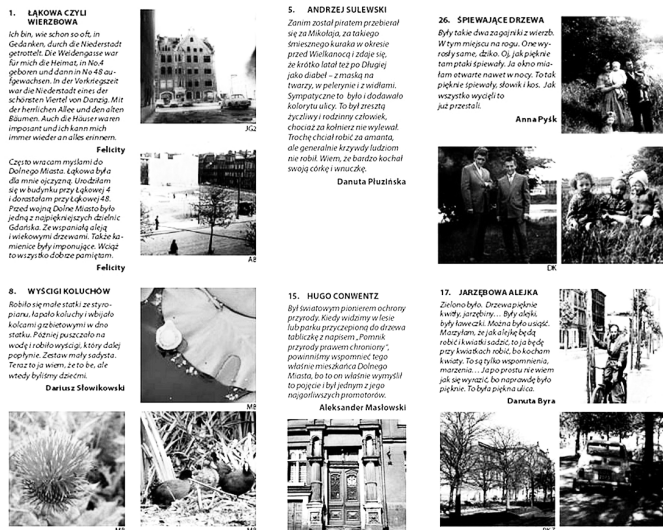 1. ŁĄKOWA CZYLI
WIERZBOWA
Ich bin, wie schon so oft, in
Gedanken, durch die Niederstadt
getrottelt. Die Weidengasse war
für mich die Heimat, in No.4
geboren und dann in No 48 au-
fgewachsen. In der Vorkriegszeit
war die Niederstadt eines der
schönsten Viertel von Danzig. Mit
der herrlichen Allee und den alten
Bäumen. Auch die Häuser waren
imposant und ich kann mich
immer wieder an alles erinnern.
Felicity
Często wracam myślami do
Dolnego Miasta. Łąkowa była
dla mnie ojczyzną. Urodziłam
się w budynku przy Łąkowej 4
i dorastałam przy Łąkowej 48.
Przed wojną Dolne Miasto było
jedną z najpiękniejszych dzielnic
Gdańska. Ze wspaniałą aleją
i wiekowymi drzewami. Także ka-
mienice były imponujące. Wciąż
to wszystko dobrze pamiętam.
Felicity
JG2
AB
8. WYŚCIGI KOLUCHÓW
Robiło się małe statki ze styro-
pianu, łapało koluchy i wbijało
kolcami grzbietowymi w dno
statku. Później puszczało na
wodę i robiło wyścigi, który dalej
popłynie. Zestaw mały sadysta.
Teraz to ja wiem, że to be, ale
wtedy byliśmy dziećmi.
Dariusz Słowikowski
MB
5. ANDRZEJ SULEWSKI
Zanim został piratem przebierał
się za Mikołaja, za takiego
śmiesznego kuraka w okresie
przed Wielkanocą i zdaje się,
że krótko latał też po Długiej
jako diabeł – z maską na
twarzy, w pelerynie i z widłami.
Sympatyczne to było i dodawało
kolorytu ulicy. To był zresztą
życzliwy i rodzinny człowiek,
chociaż za kołnierz nie wylewał.
Trochę chciał robić za amanta,
ale generalnie krzywdy ludziom
nie robił. Wiem, że bardzo kochał
swoją córkę i wnuczkę.
Danuta Płuzińska
15. HUGO CONWENTZ
Był światowym pionierem ochrony
przyrody. Kiedy widzimy w lesie
lub parku przyczepioną do drzewa
tabliczkę z napisem „Pomnik
przyrody prawem chroniony”,
powinniśmy wspomnieć tego
właśnie mieszkańca Dolnego
Miasta, bo to on właśnie wymyślił
to pojęcie i był jednym z jego
najgorliwszych promotorów.
Aleksander Masłowski
26. ŚPIEWAJĄCE DRZEWA
Były takie dwa zagajniki z wierzb.
W tym miejscu na rogu. One wy-
rosły same, dziko. Oj, jak pięknie
tam ptaki śpiewały. Ja okno mia-
łam otwarte nawet w nocy. To tak
pięknie śpiewały, słowik i kos. Jak
wszystko wycięli to
już przestali.
Anna Pyśk
DK
17. JARZĘBOWA ALEJKA
Zielono było. Drzewa pięknie
kwitły, jarzębiny… Były alejki,
były ławeczki. Można było usiąść.
Marzyłam, że jak alejkę będą
robić i kwiatki sadzić, to ja będę
przy kwiatkach robić, bo kocham
kwiaty. To są tylko wspomnienia,
marzenia… Ja po prostu nie wiem
jak się wyrazić, bo naprawdę było
pięknie. To była piękna ulica.
Danuta Byra